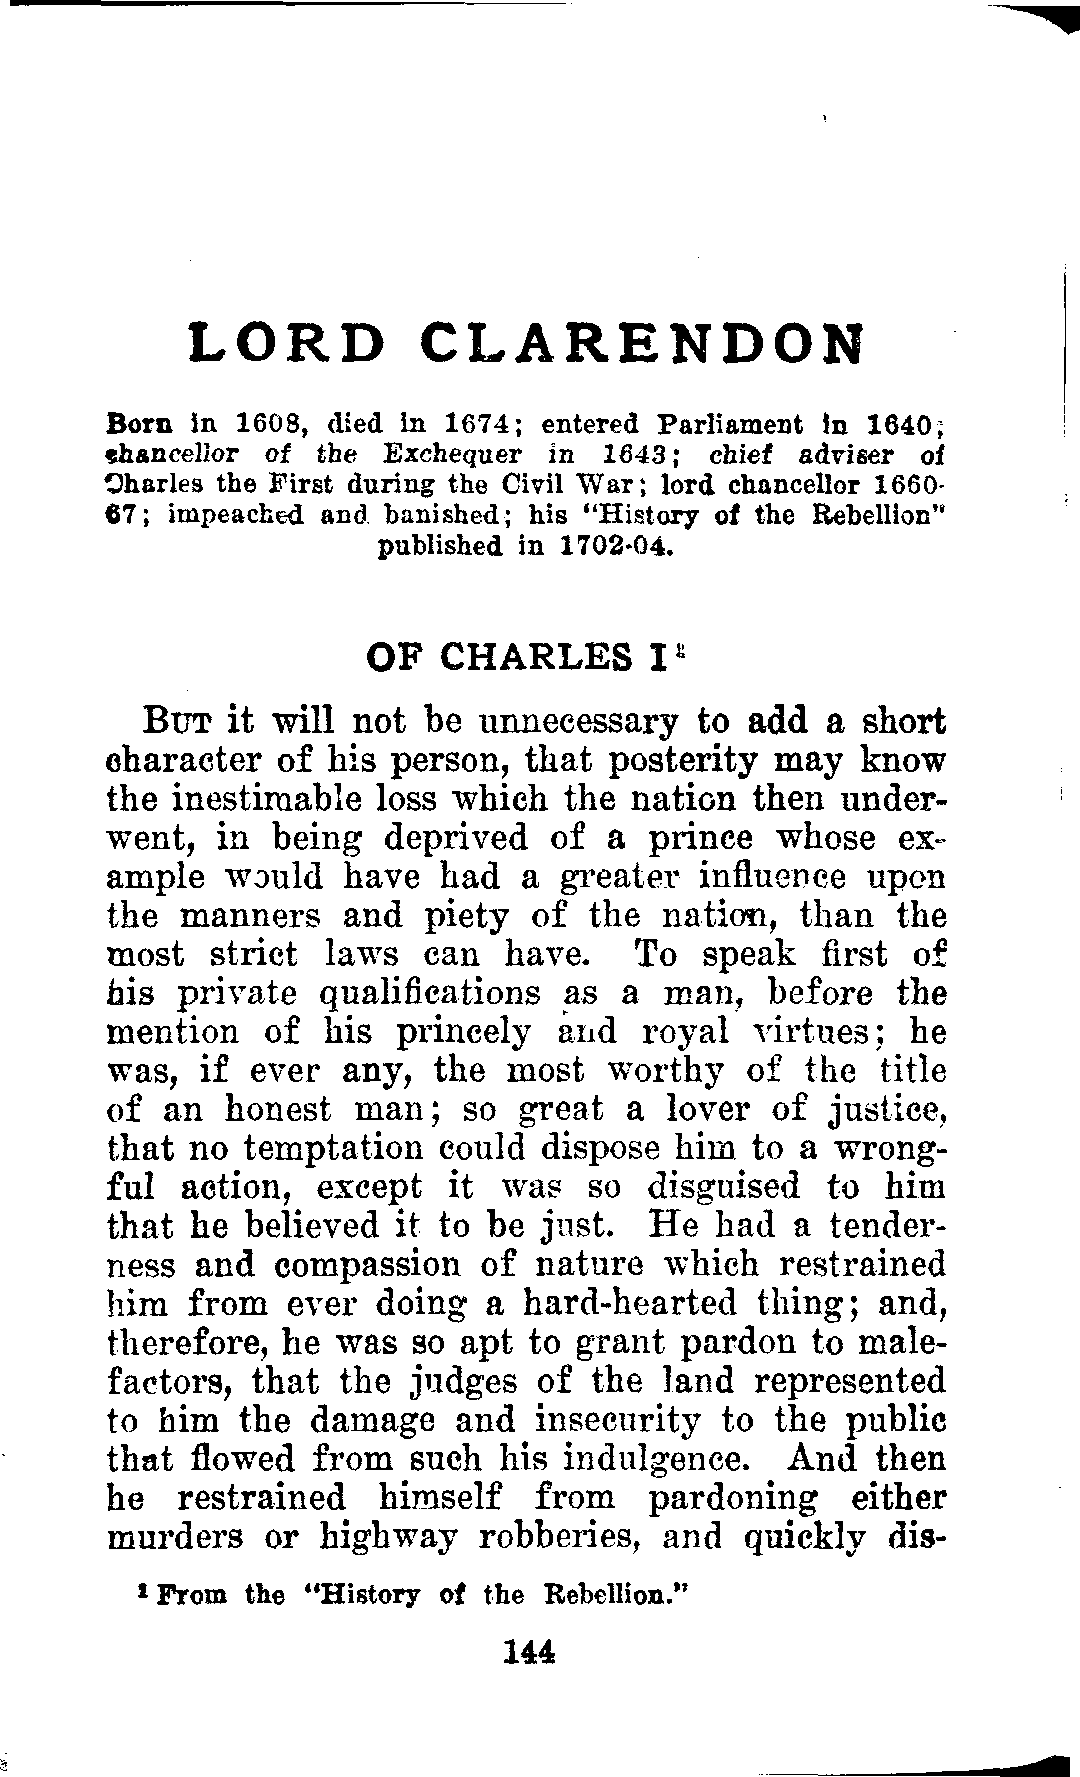 LORD CLARENDON
Born in 1608, died in 1674; entered Parliament in 1640;
chancellor of the Exchequer in 1643; chief adviser of
Charles the First during the Civil War; lord chancellor 1660-
67; impeached and banished; his "History of the Rebellion"
published in 1702-04.
OF CHARLES I¹
BUT it will not be unnecessary to add a short
character of his person, that posterity may know
the inestimable loss which the nation then under-
went, in being deprived of a prince whose ex-
ample would have had a greater influence upon
the manners and piety of the nation, than the
most strict laws can have. To speak first of
his private qualifications as a man, before the
mention of his princely and royal virtues; he
was, if ever any, the most worthy of the title
of an honest man; so great a lover of justice,
that no temptation could dispose him to a wrong-
ful action, except it was so disguised to him
that he believed it to be just. He had a tender-
ness and compassion of nature which restrained
him from ever doing a hard-hearted thing; and,
therefore, he was so apt to grant pardon to male-
factors, that the judges of the land represented
to him the damage and insecurity to the public
that flowed from such his indulgence. And then
he restrained himself from pardoning either
murders or highway robberies, and quickly dis-
¹ From the "History of the Rebellion."
144